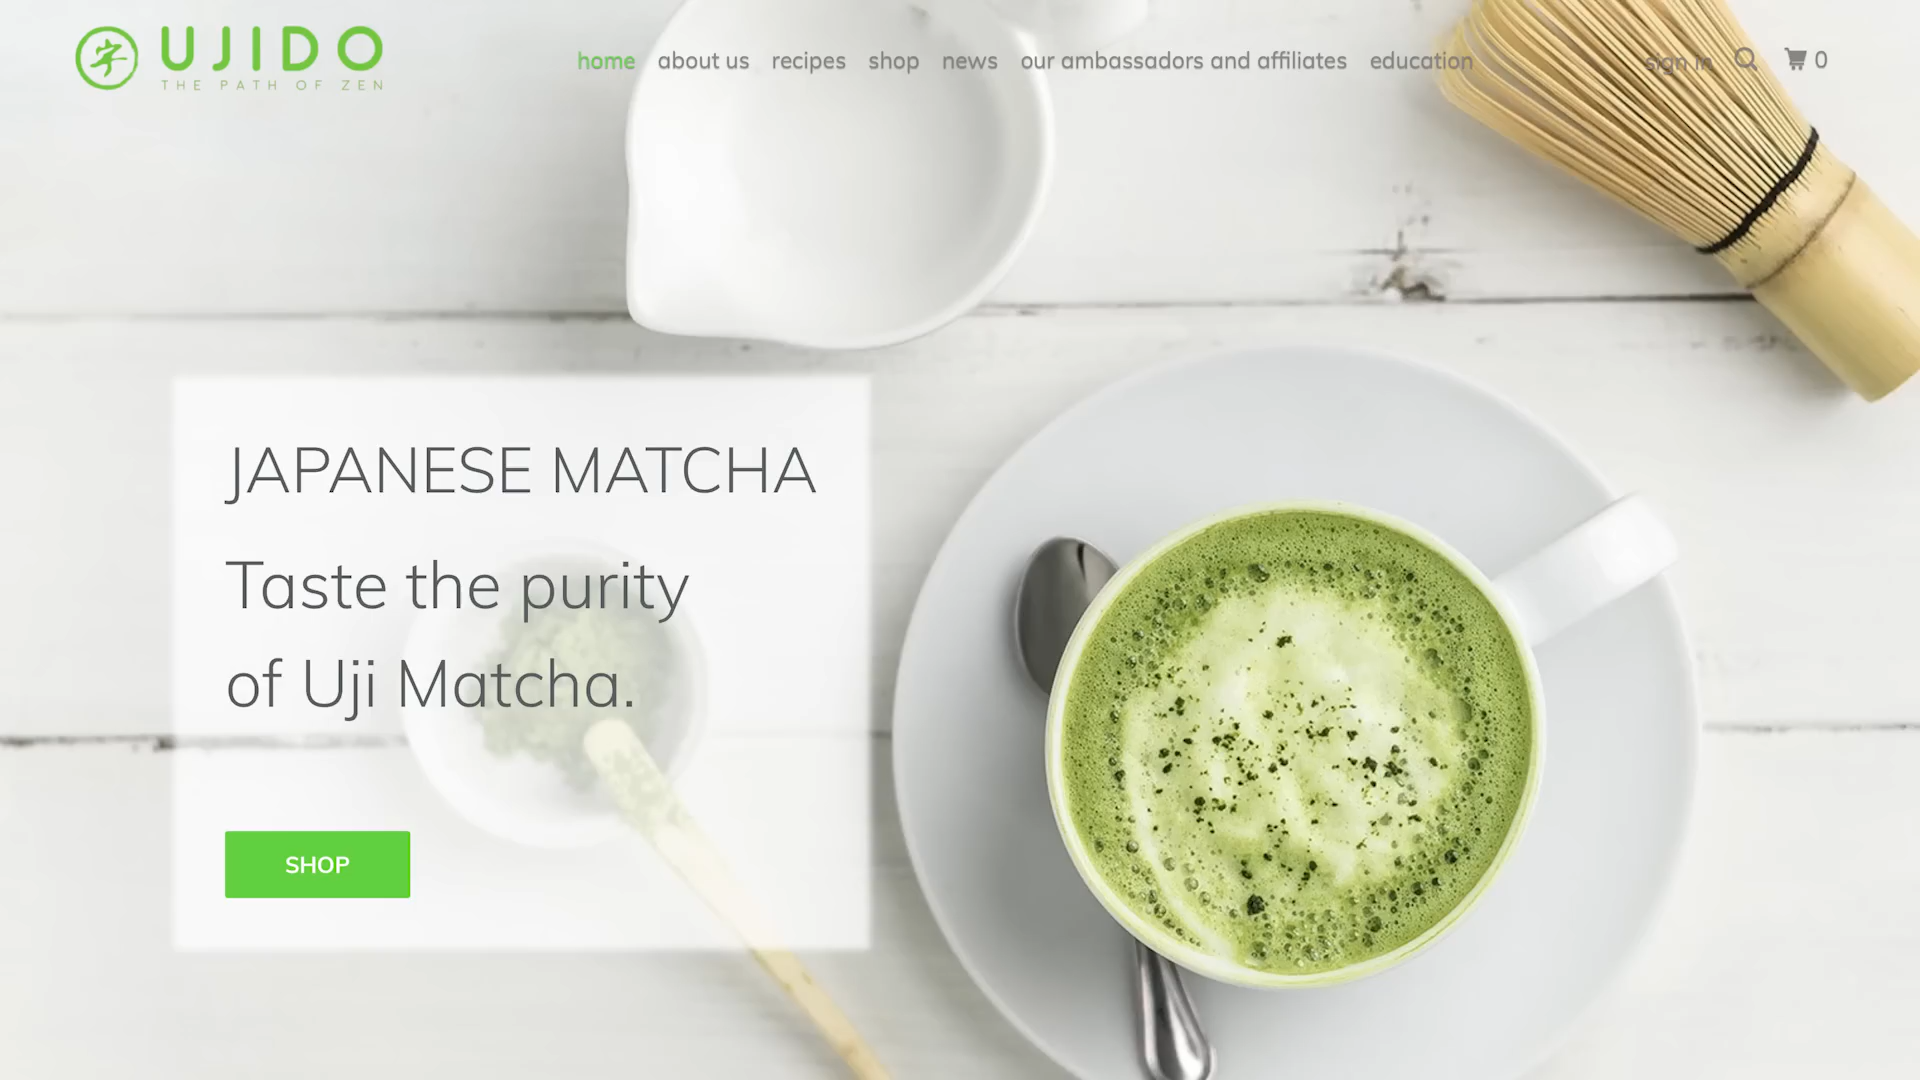 字 UJIDO
THE PATH OF ZEN
home about us recipes shop news our ambassadors and affiliates education sign in 0
JAPANESE MATCHA
Taste the purity
of Uji Matcha.
SHOP